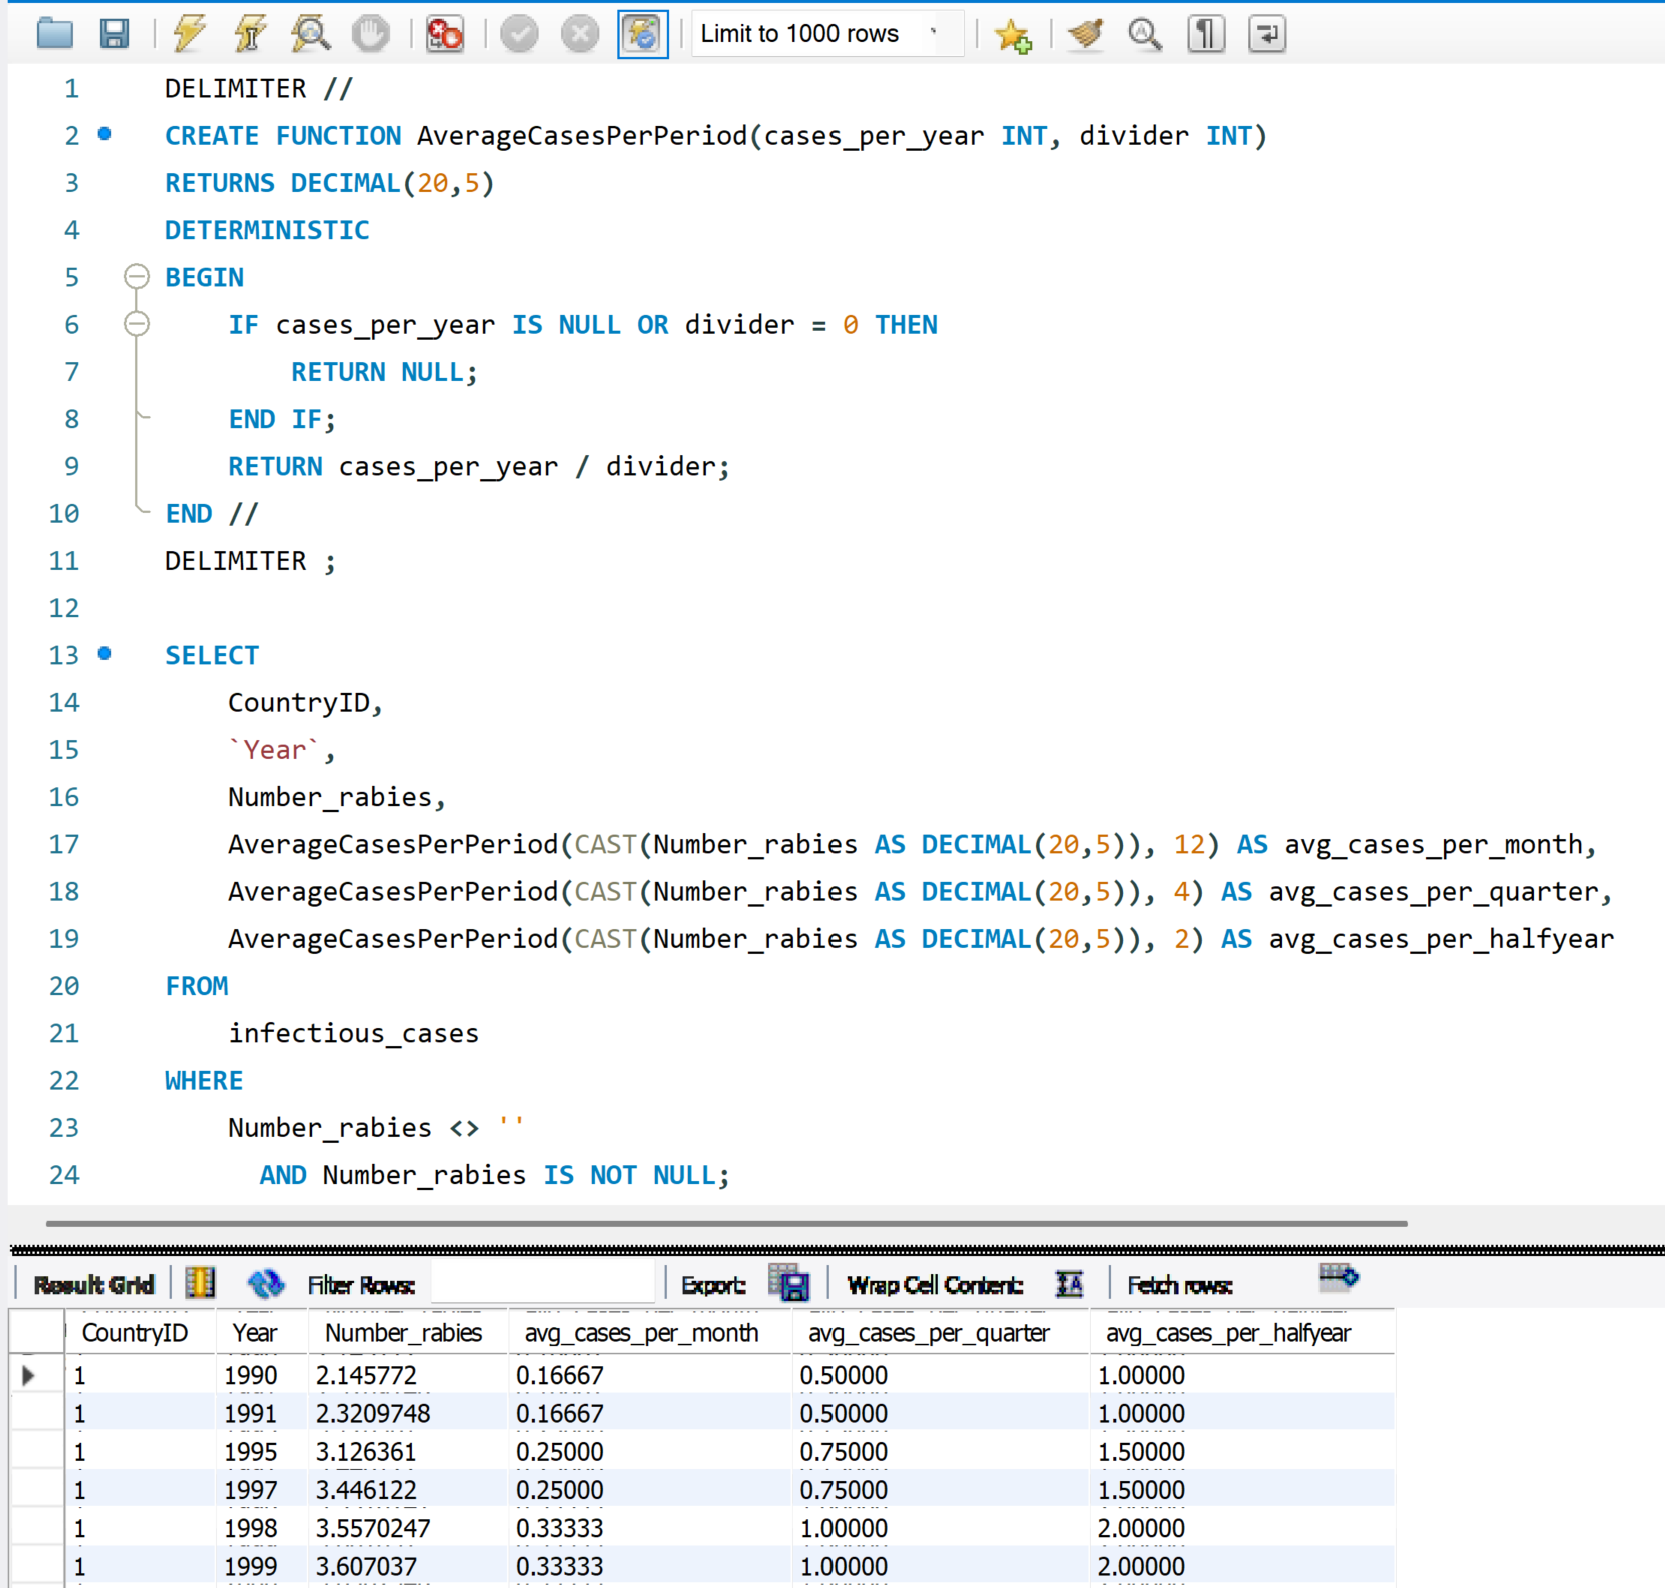 Limit to 1000 rows
1 DELIMITER //
2 CREATE FUNCTION AverageCasesPerPeriod(cases_per_year INT, divider INT)
3 RETURNS DECIMAL(20,5)
4 DETERMINISTIC
5 BEGIN
6 IF cases_per_year IS NULL OR divider = 0 THEN
7 RETURN NULL;
8 END IF;
9 RETURN cases_per_year / divider;
10 END //
11 DELIMITER ;
12
13 SELECT
14 CountryID,
15 `Year`,
16 Number_rabies,
17 AverageCasesPerPeriod(CAST(Number_rabies AS DECIMAL(20,5)), 12) AS avg_cases_per_month,
18 AverageCasesPerPeriod(CAST(Number_rabies AS DECIMAL(20,5)), 4) AS avg_cases_per_quarter,
19 AverageCasesPerPeriod(CAST(Number_rabies AS DECIMAL(20,5)), 2) AS avg_cases_per_halfyear
20 FROM
21 infectious_cases
22 WHERE
23 Number_rabies <> ''
24 AND Number_rabies IS NOT NULL;
Result Grid Filter Rows: Export: Wrap Cell Content: Fetch rows:
CountryID Year Number_rabies avg_cases_per_month avg_cases_per_quarter avg_cases_per_halfyear
1 1990 2.145772 0.16667 0.50000 1.00000
1 1991 2.3209748 0.16667 0.50000 1.00000
1 1995 3.126361 0.25000 0.75000 1.50000
1 1997 3.446122 0.25000 0.75000 1.50000
1 1998 3.5570247 0.33333 1.00000 2.00000
1 1999 3.607037 0.33333 1.00000 2.00000